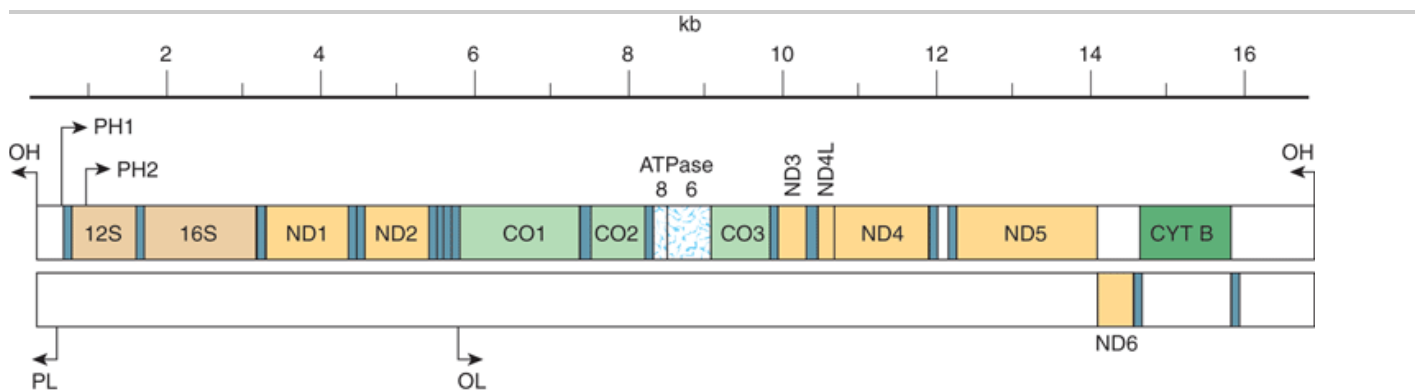 kb
2 4 6 8 10 12 14 16
PH1
OH PH2 ATPase ND3 ND4L OH
8 6
12S 16S ND1 ND2 CO1 CO2 CO3 ND4 ND5 CYT B
ND6
PL OL